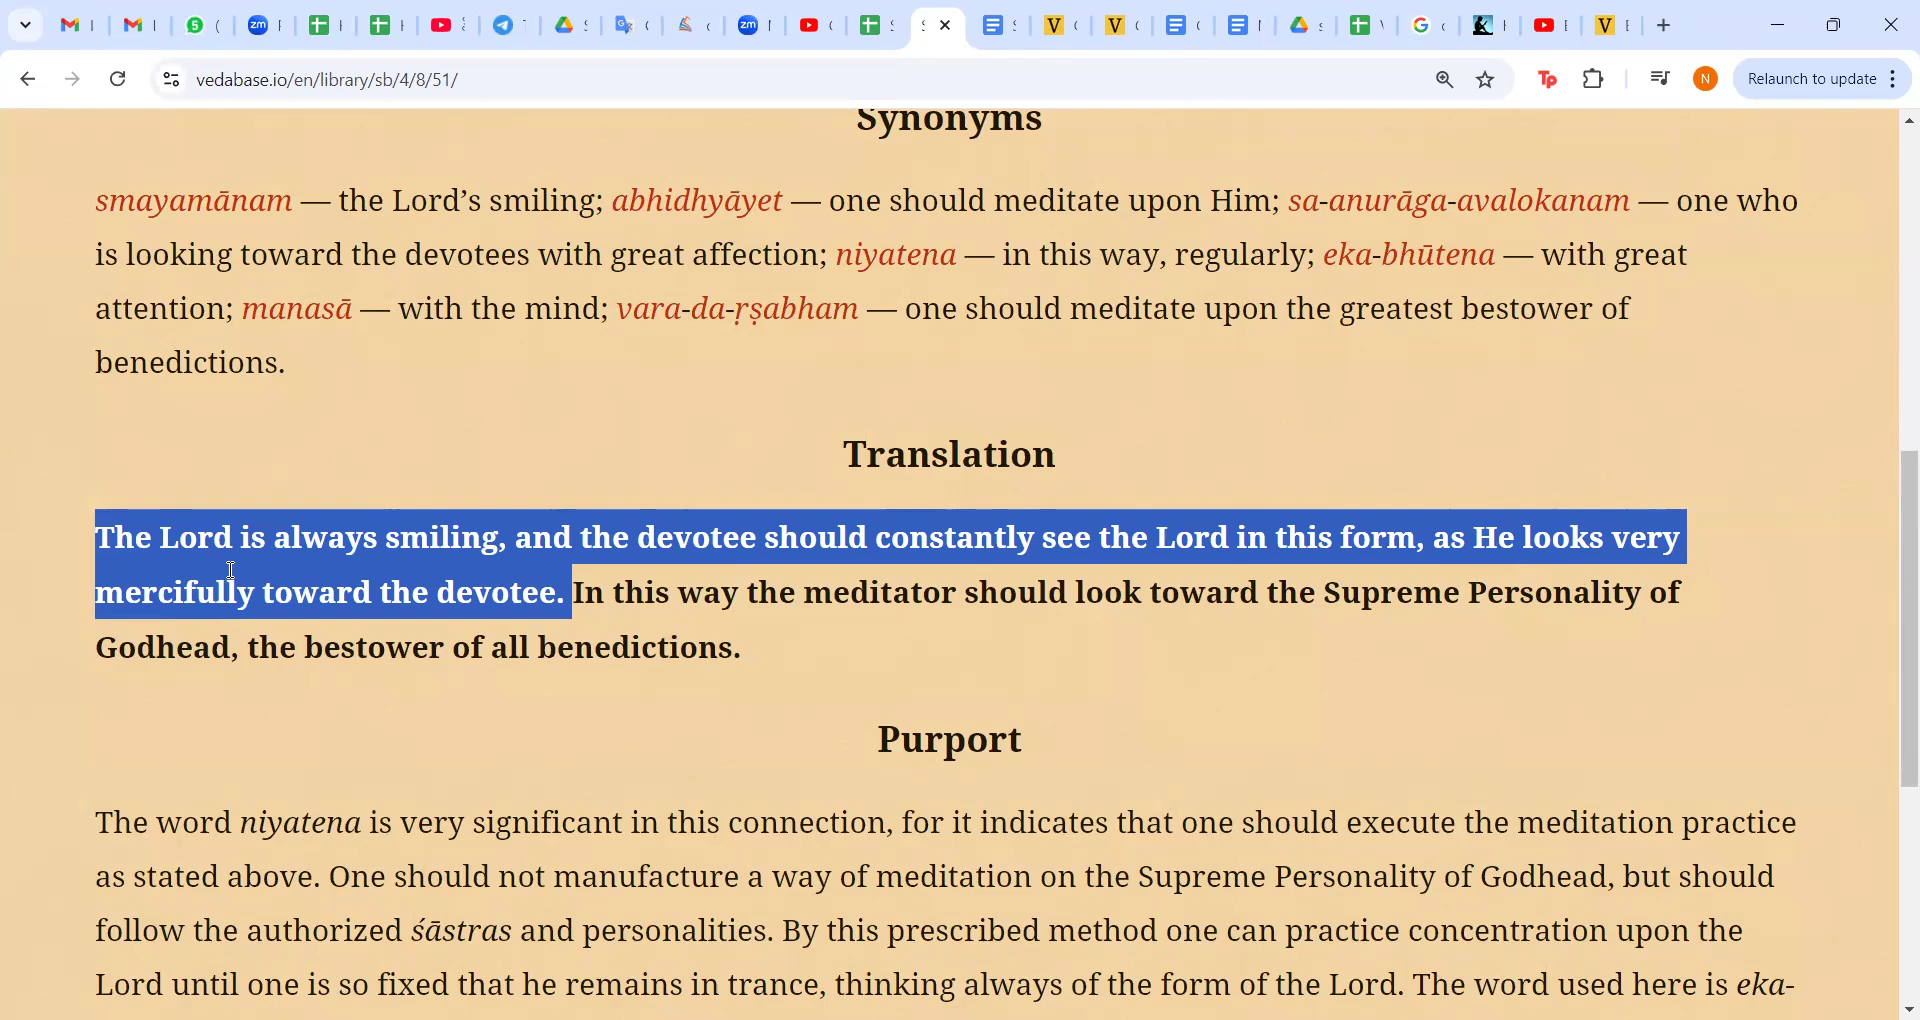 vedabase.io/en/library/sb/4/8/51/
Relaunch to update
Synonyms
smayamānam — the Lord’s smiling; abhidhyāyet — one should meditate upon Him; sa-anurāga-avalokanam — one who
is looking toward the devotees with great affection; niyatena — in this way, regularly; eka-bhūtena — with great
attention; manasā — with the mind; vara-da-ṛṣabham — one should meditate upon the greatest bestower of
benedictions.
Translation
The Lord is always smiling, and the devotee should constantly see the Lord in this form, as He looks very
mercifully toward the devotee. In this way the meditator should look toward the Supreme Personality of
Godhead, the bestower of all benedictions.
Purport
The word niyatena is very significant in this connection, for it indicates that one should execute the meditation practice
as stated above. One should not manufacture a way of meditation on the Supreme Personality of Godhead, but should
follow the authorized śāstras and personalities. By this prescribed method one can practice concentration upon the
Lord until one is so fixed that he remains in trance, thinking always of the form of the Lord. The word used here is eka-